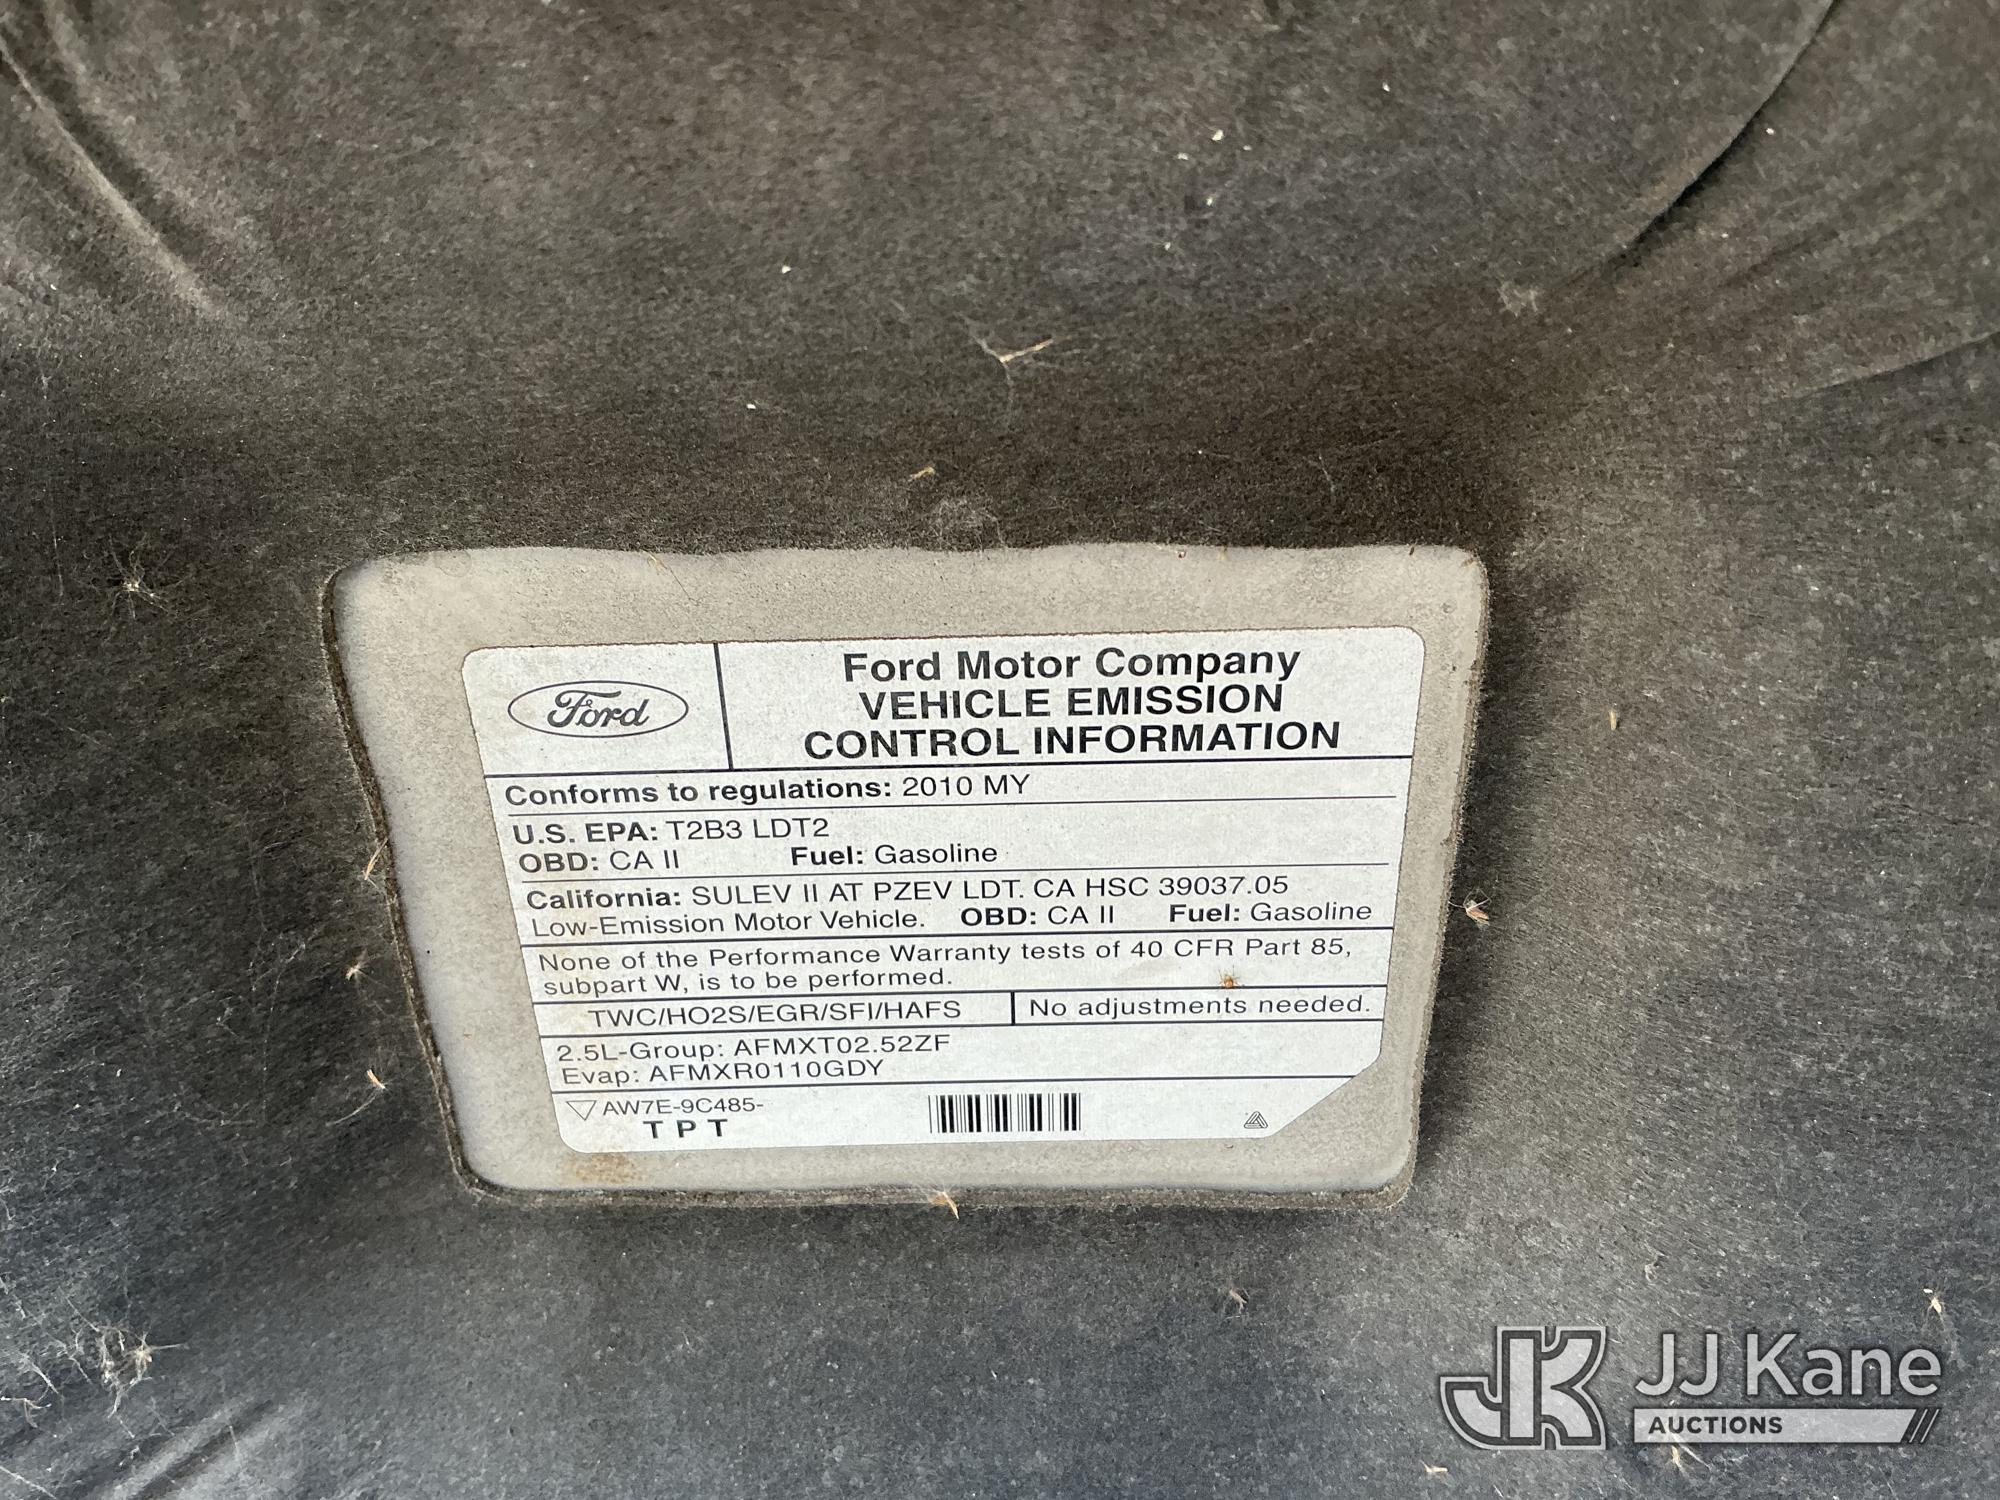 Ford
Ford Motor Company
VEHICLE EMISSION
CONTROL INFORMATION
Conforms to regulations: 2010 MY
U.S. EPA: T2B3 LDT2
OBD: CA II Fuel: Gasoline
California: SULEV II AT PZEV LDT. CA HSC 39037.05
Low-Emission Motor Vehicle. OBD: CA II Fuel: Gasoline
None of the Performance Warranty tests of 40 CFR Part 85,
subpart W, is to be performed.
TWC/HO2S/EGR/SFI/HAFS No adjustments needed.
2.5L-Group: AFMXT02.52ZF
Evap: AFMXR0110GDY
AW7E-9C485-
T P T
JK JJ Kane
AUCTIONS